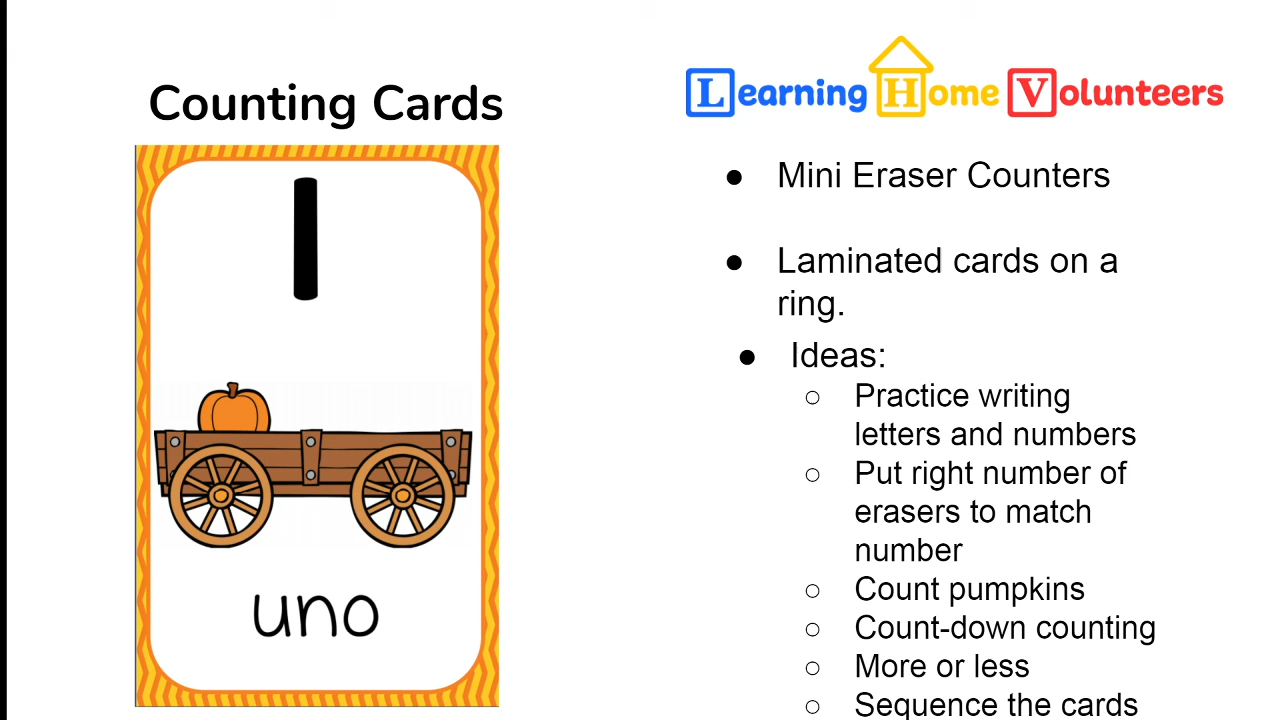 Counting Cards
1
uno
Learning Home Volunteers
● Mini Eraser Counters
● Laminated cards on a
ring.
● Ideas:
○ Practice writing
letters and numbers
○ Put right number of
erasers to match
number
○ Count pumpkins
○ Count-down counting
○ More or less
○ Sequence the cards